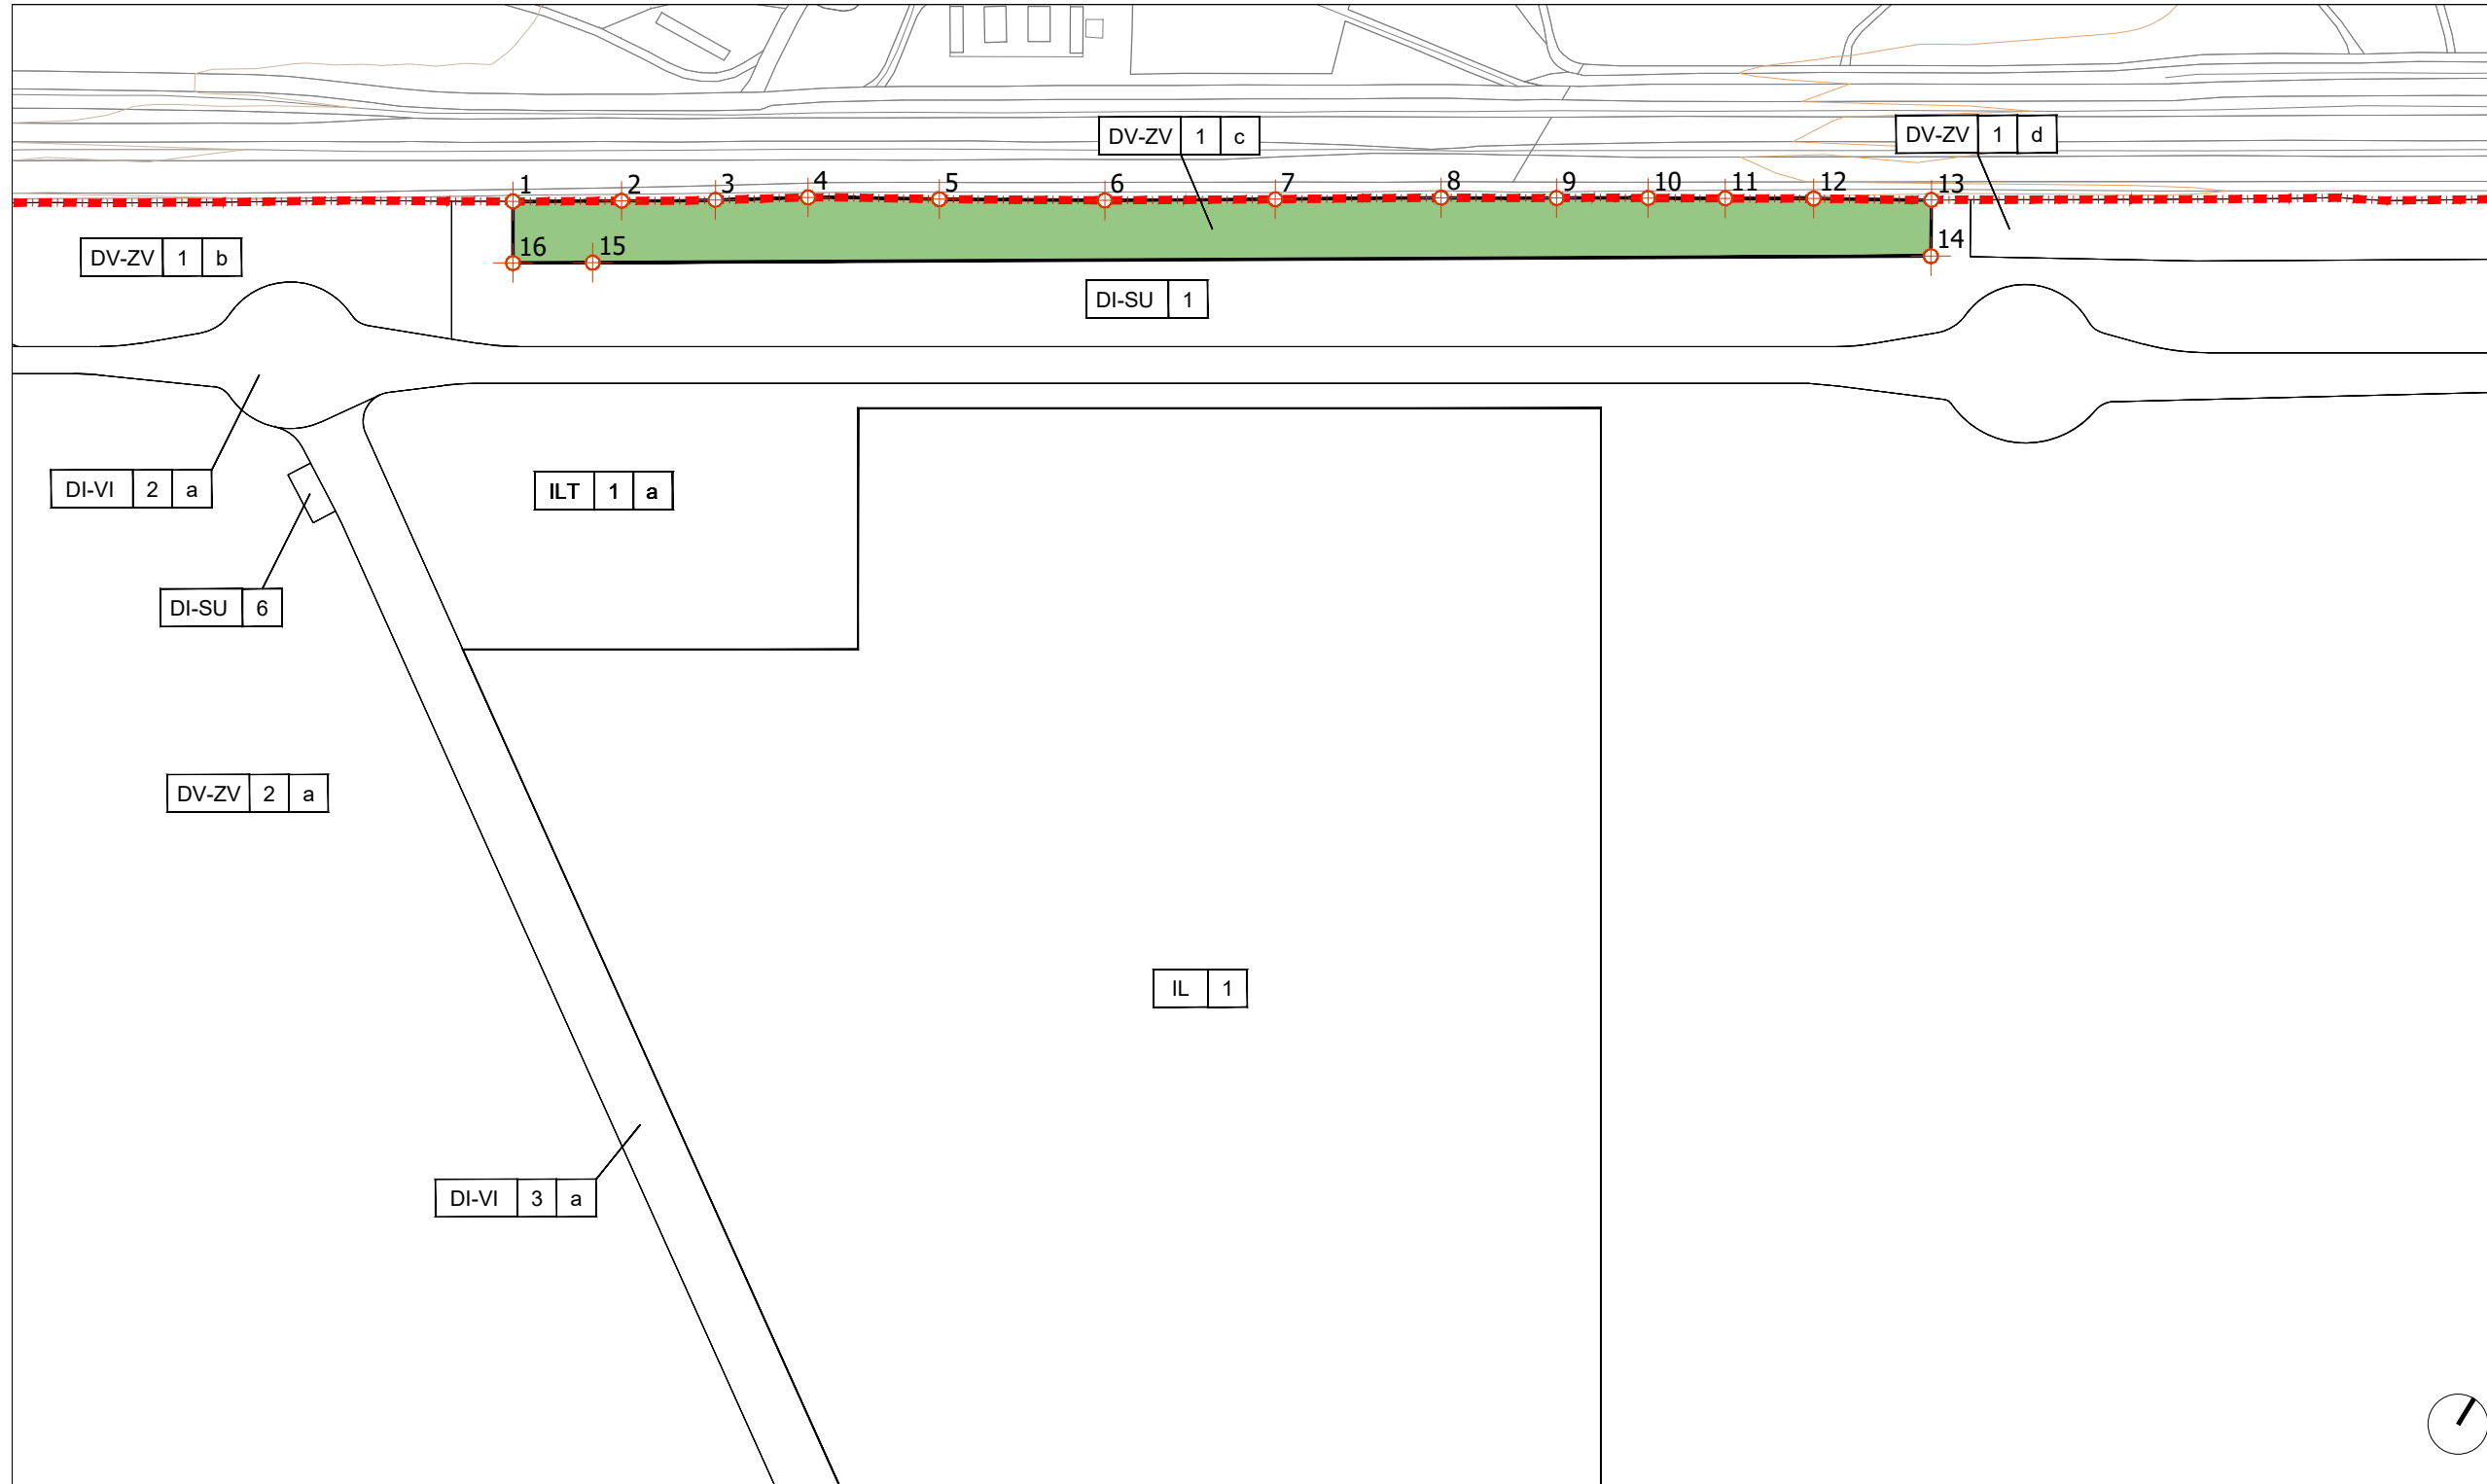 DV-ZV 1 c
DV-ZV 1 d
1 2 3 4 5 6 7 8 9 10 11 12 13
16 15 14
DV-ZV 1 b
DI-SU 1
DI-VI 2 a
ILT 1 a
DI-SU 6
DV-ZV 2 a
IL 1
DI-VI 3 a